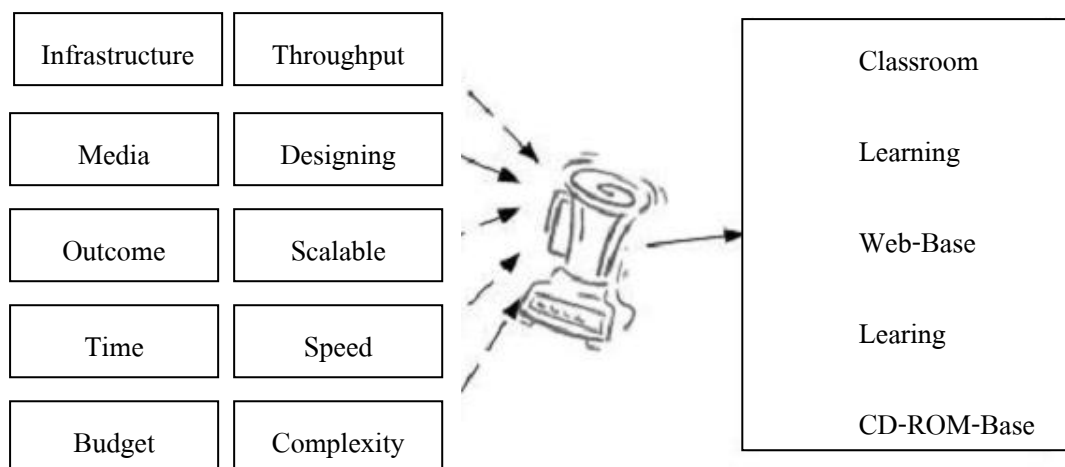 Infrastructure Throughput
Media Designing
Outcome Scalable
Time Speed
Budget Complexity
Classroom
Learning
Web-Base
Learing
CD-ROM-Base